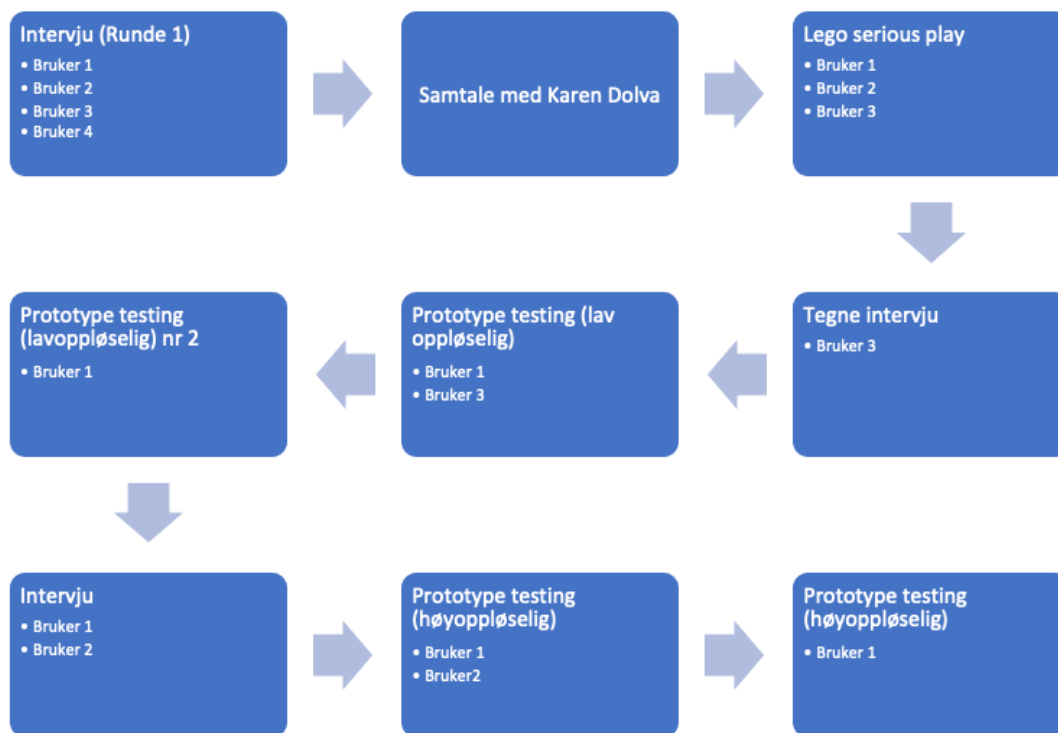 Intervju (Runde 1)
• Bruker 1
• Bruker 2
• Bruker 3
• Bruker 4
Samtale med Karen Dolva
Lego serious play
• Bruker 1
• Bruker 2
• Bruker 3
Tegne intervju
• Bruker 3
Prototype testing (lav
oppløselig)
• Bruker 1
• Bruker 3
Prototype testing
(lavoppløselig) nr 2
• Bruker 1
Intervju
• Bruker 1
• Bruker 2
Prototype testing
(høyoppløselig)
• Bruker 1
• Bruker2
Prototype testing
(høyoppløselig)
• Bruker 1